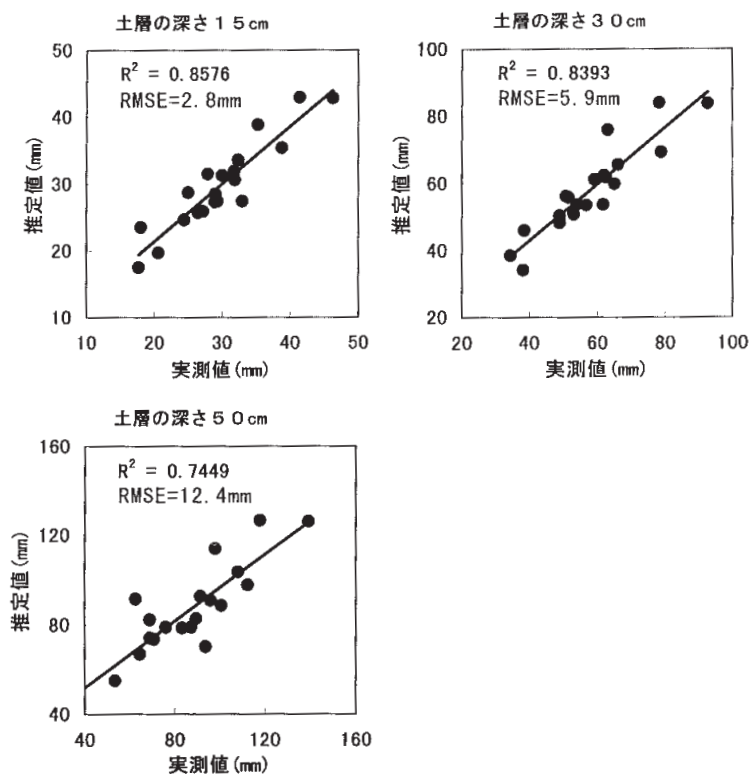 土層の深さ15cm
50
40
30
20
10
推定値(mm)
R² = 0.8576
RMSE=2.8mm
10 20 30 40 50
実測値(mm)
土層の深さ30cm
100
80
60
40
20
推定値(mm)
R² = 0.8393
RMSE=5.9mm
20 40 60 80 100
実測値(mm)
土層の深さ50cm
160
120
80
40
推定値(mm)
R² = 0.7449
RMSE=12.4mm
40 80 120 160
実測値(mm)